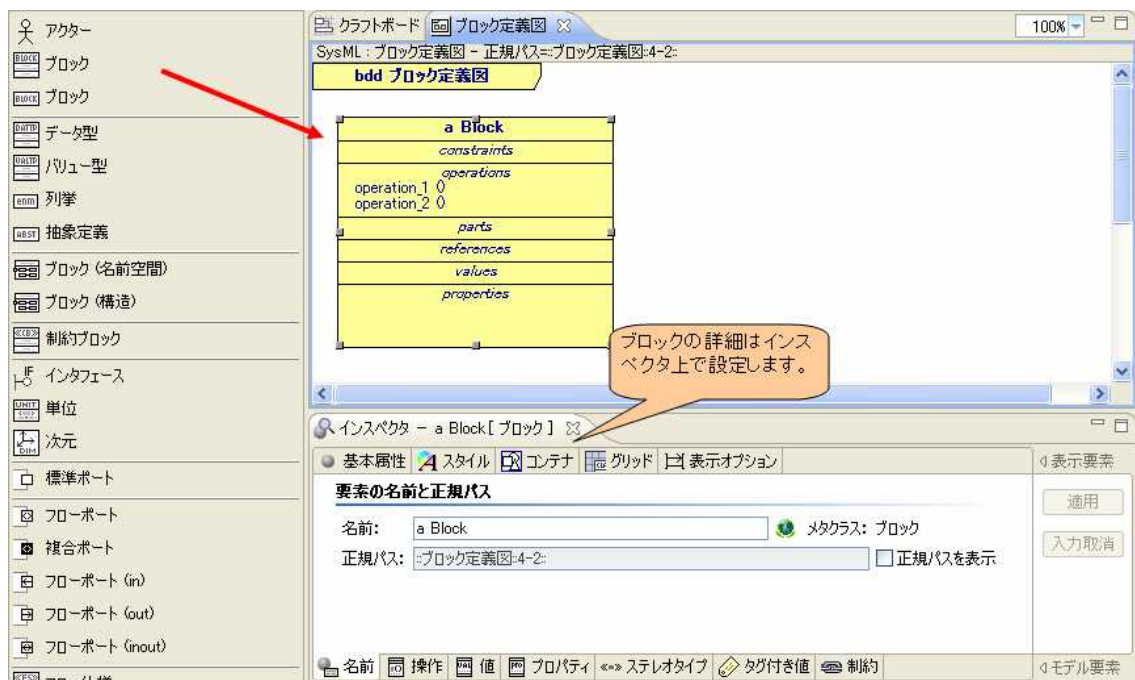 アクター
BLOCK ブロック
BLOCK ブロック
DATTP データ型
VALTP バリュー型
enm 列挙
ABST 抽象定義
ブロック (名前空間)
ブロック (構造)
制約ブロック
IF インタフェース
UNIT 単位
DIM 次元
標準ポート
フローポート
複合ポート
フローポート (in)
フローポート (out)
フローポート (inout)
クラフトボード ブロック定義図
100%
SysML : ブロック定義図 - 正規パス=::ブロック定義図::4-2::
bdd ブロック定義図
a Block
constraints
operations
operation_1 ()
operation_2 ()
parts
references
values
properties
ブロックの詳細はインス
ペクタ上で設定します。
インスペクタ - a Block [ ブロック ]
基本属性 スタイル コンテナ グリッド 表示オプション
表示要素
要素の名前と正規パス
適用
名前: a Block メタクラス: ブロック
入力取消
正規パス: ::ブロック定義図::4-2:: 正規パスを表示
名前 操作 値 プロパティ «-» ステレオタイプ タグ付き値 制約
モデル要素